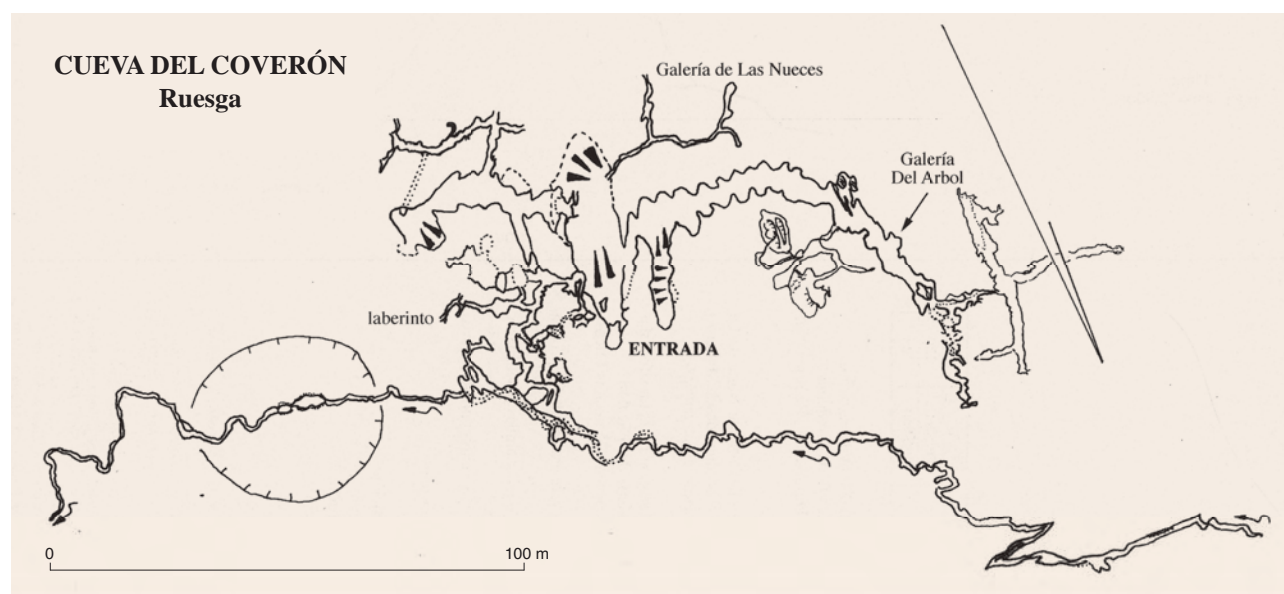 CUEVA DEL COVERÓN
Ruesga
Galería de Las Nueces
Galería
Del Arbol
laberinto
ENTRADA
0 100 m